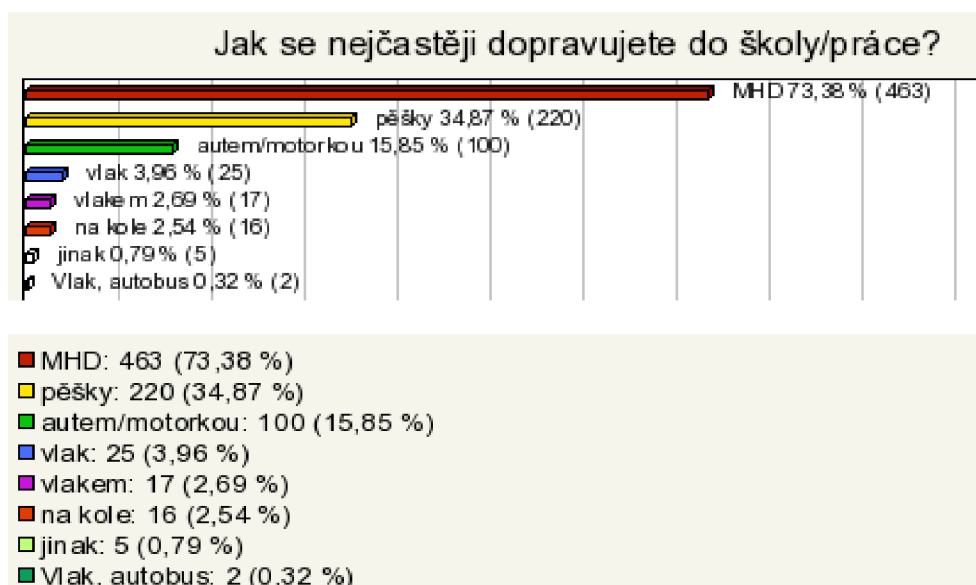 Jak se nejčastěji dopravujete do školy/práce?
MHD 73,38 % (463)
pěšky 34,87 % (220)
autem/motorkou 15,85 % (100)
vlak 3,96 % (25)
vlakem 2,69 % (17)
na kole 2,54 % (16)
jinak 0,79 % (5)
Vlak, autobus 0,32 % (2)
MHD: 463 (73,38 %)
pěšky: 220 (34,87 %)
autem/motorkou: 100 (15,85 %)
vlak: 25 (3,96 %)
vlakem: 17 (2,69 %)
na kole: 16 (2,54 %)
jinak: 5 (0,79 %)
Vlak, autobus: 2 (0,32 %)